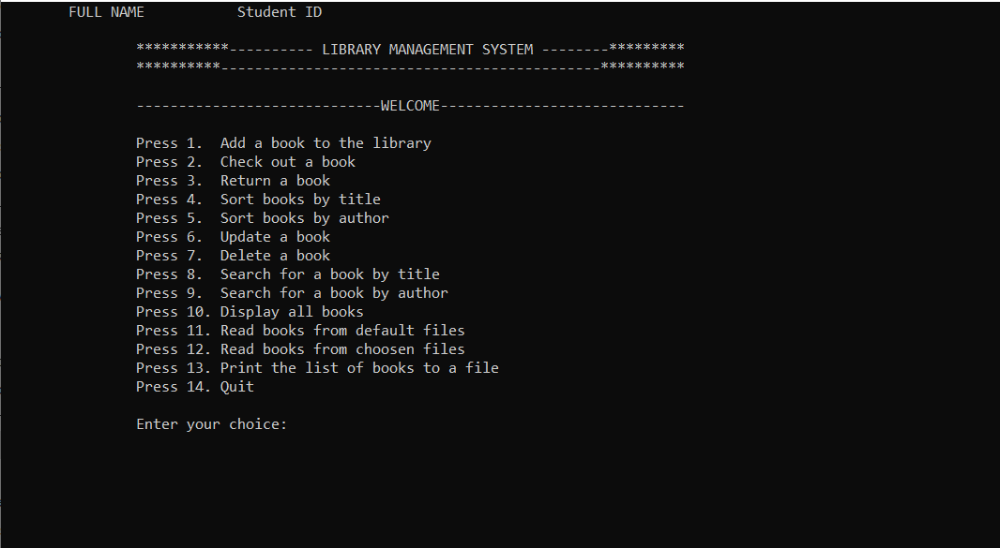 FULL NAME Student ID
***********---------- LIBRARY MANAGEMENT SYSTEM --------*********
**********---------------------------------------------**********
-----------------------------WELCOME-----------------------------
Press 1. Add a book to the library
Press 2. Check out a book
Press 3. Return a book
Press 4. Sort books by title
Press 5. Sort books by author
Press 6. Update a book
Press 7. Delete a book
Press 8. Search for a book by title
Press 9. Search for a book by author
Press 10. Display all books
Press 11. Read books from default files
Press 12. Read books from choosen files
Press 13. Print the list of books to a file
Press 14. Quit
Enter your choice: